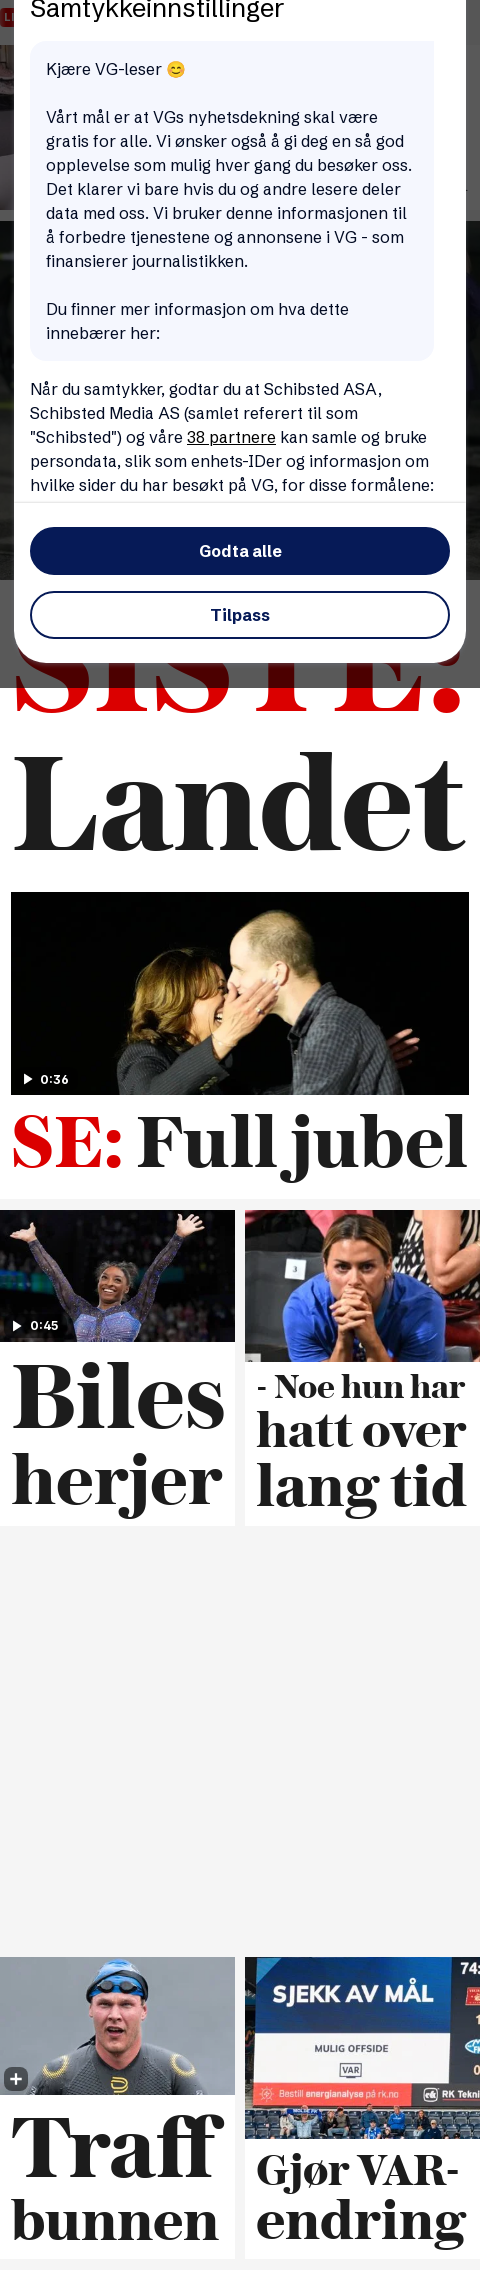 Samtykkeinnstillinger
Kjære VG-leser 😊
Vårt mål er at VGs nyhetsdekning skal være
gratis for alle. Vi ønsker også å gi deg en så god
opplevelse som mulig hver gang du besøker oss.
Det klarer vi bare hvis du og andre lesere deler
data med oss. Vi bruker denne informasjonen til
å forbedre tjenestene og annonsene i VG - som
finansierer journalistikken.
Du finner mer informasjon om hva dette
innebærer her:
Når du samtykker, godtar du at Schibsted ASA,
Schibsted Media AS (samlet referert til som
"Schibsted") og våre 38 partnere kan samle og bruke
persondata, slik som enhets-IDer og informasjon om
hvilke sider du har besøkt på VG, for disse formålene:
Godta alle
Tilpass
SISTE:
Landet
0:36
SE: Full jubel
0:45
Biles
herjer
3
- Noe hun har
hatt over
lang tid
Traff
bunnen
74:
SJEKK AV MÅL
MULIG OFFSIDE
VAR
Bestill energianalyse på rk.no
RK Tekni
Gjør VAR-
endring